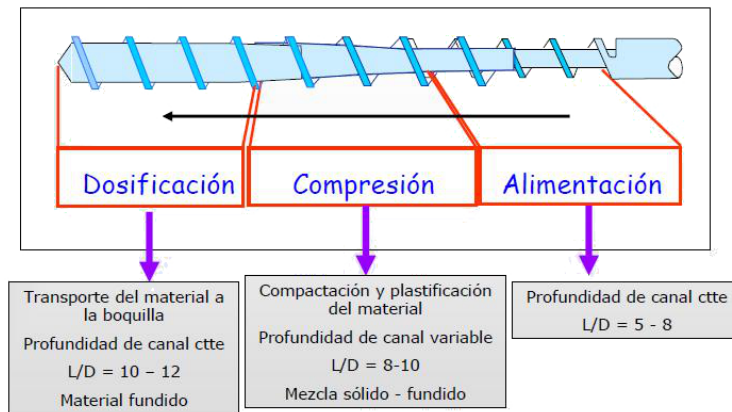 Dosificación
Compresión
Alimentación
Transporte del material a
la boquilla
Profundidad de canal ctte
L/D = 10 – 12
Material fundido
Compactación y plastificación
del material
Profundidad de canal variable
L/D = 8-10
Mezcla sólido - fundido
Profundidad de canal ctte
L/D = 5 - 8